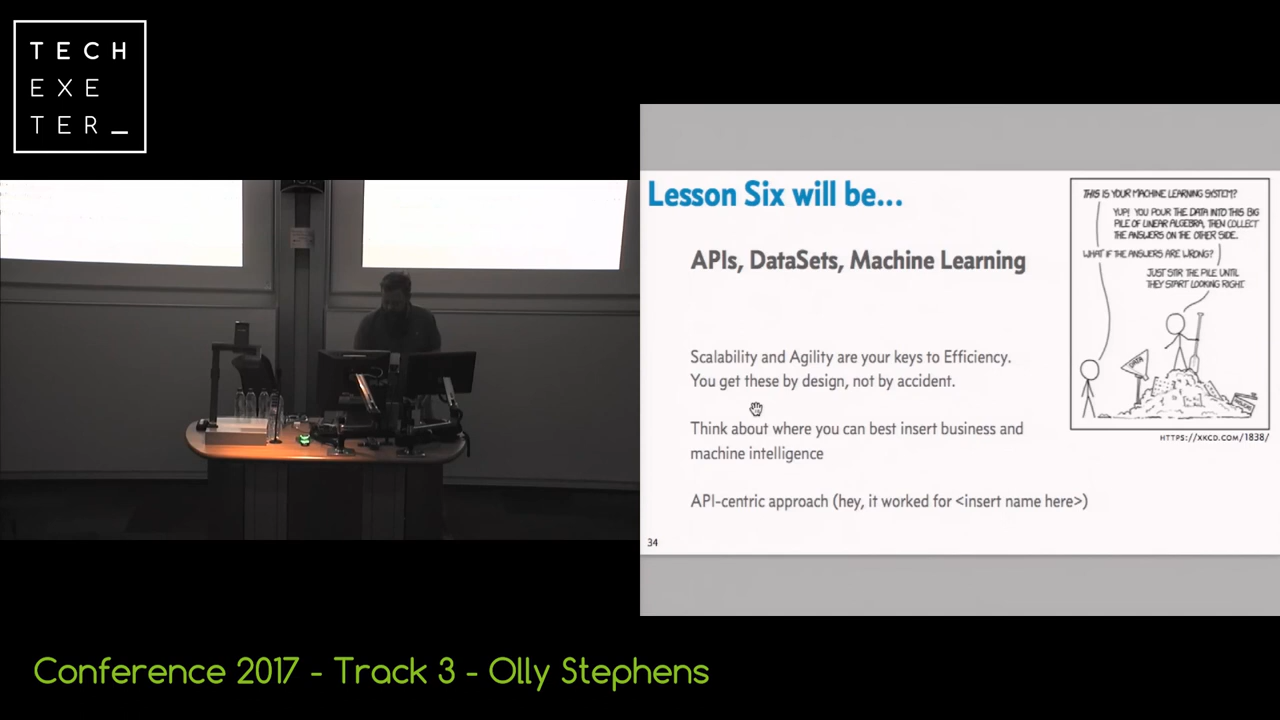 TECH
EXE
TER_
Lesson Six will be...
APIs, DataSets, Machine Learning
Scalability and Agility are your keys to Efficiency.
You get these by design, not by accident.
Think about where you can best insert business and
machine intelligence
API-centric approach (hey, it worked for <insert name here>)
34
THIS IS YOUR MACHINE LEARNING SYSTEM?
YUP! YOU POUR THE DATA INTO THIS BIG
PILE OF LINEAR ALGEBRA, THEN COLLECT
THE ANSWERS ON THE OTHER SIDE.
WHAT IF THE ANSWERS ARE WRONG?
JUST STIR THE PILE UNTIL
THEY START LOOKING RIGHT.
DATA
HTTPS://XKCD.COM/1838/
Conference 2017 - Track 3 - Olly Stephens